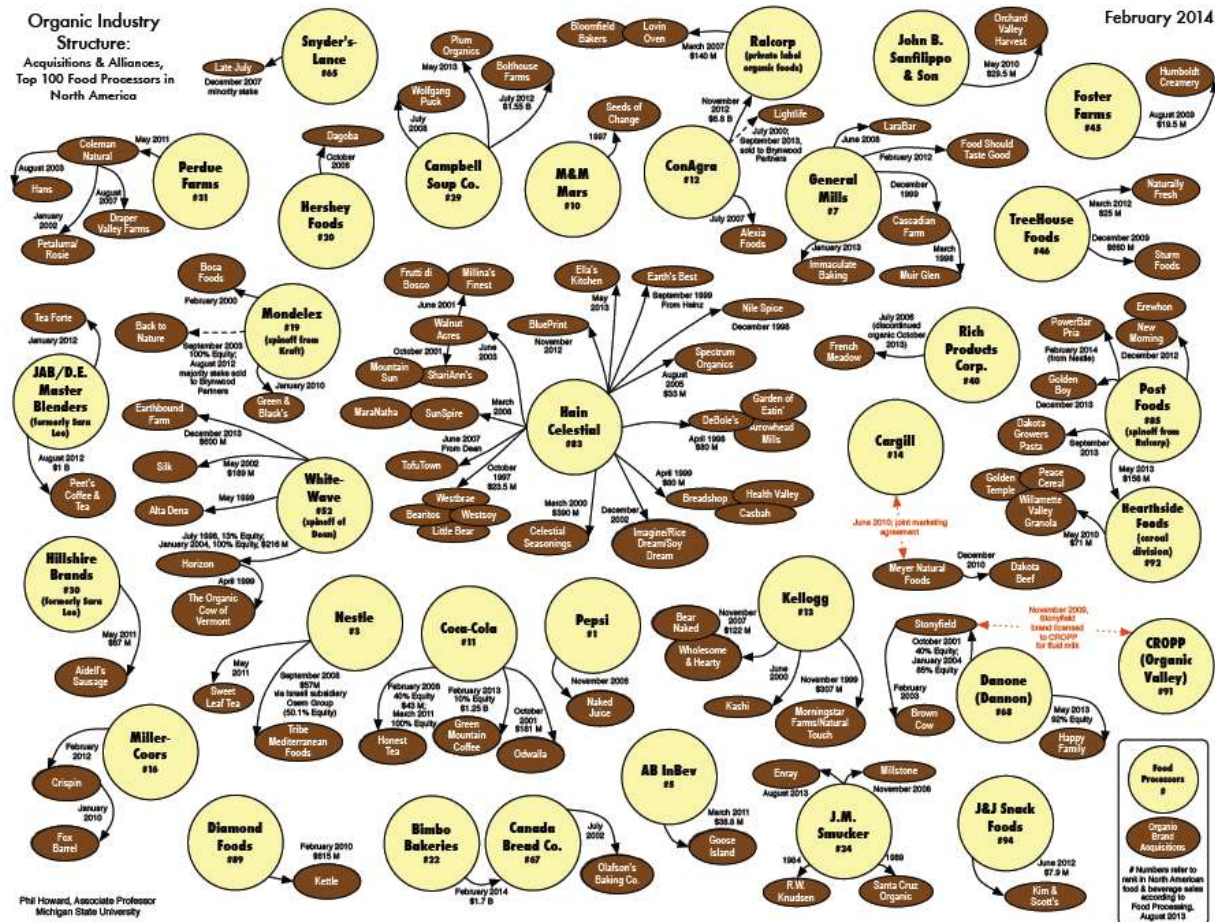 Organic Industry
Structure:
Acquisitions & Alliances,
Top 100 Food Processors in
North America
February 2014
Snyder's-
Lance
#65
Late July
December 2007
minority stake
Plum
Organics
May 2013
Wolfgang
Puck
July
2008
Bolthouse
Farms
July 2012
$1.55 B
Campbell
Soup Co.
#29
Bloomfield
Bakers
Lovin
Oven
March 2007
$140 M
Ralcorp
(private label
organic foods)
November
2012
$6.8 B
John B.
Sanfilippo
& Son
Orchard
Valley
Harvest
May 2010
$29.5 M
Foster
Farms
#45
Humboldt
Creamery
August 2009
$19.5 M
May 2011
Coleman
Natural
Perdue
Farms
#31
August 2003
Hans
January
2002
Petaluma/
Rosie
August
2007
Draper
Valley Farms
Dagoba
October
2006
Hershey
Foods
#20
Seeds of
Change
1997
M&M
Mars
#10
Lightlife
July 2000;
September 2013,
sold to Brynwood
Partners
ConAgra
#12
July 2007
Alexia
Foods
LaraBar
June 2008
February 2012
Food Should
Taste Good
General
Mills
#7
December
1999
Cascadian
Farm
March
1998
Muir Glen
January 2013
Immaculate
Baking
TreeHouse
Foods
#46
Naturally
Fresh
March 2012
$25 M
December 2009
$660 M
Sturm
Foods
Boca
Foods
February 2000
Mondelez
#19
(spinoff from
Kraft)
Back to
Nature
September 2003
100% Equity;
August 2012
majority stake sold
to Brynwood
Partners
January 2010
Green &
Black's
Tea Forte
January 2012
JAB/D.E.
Master
Blenders
(formerly Sara
Lee)
August 2012
$1 B
Peet's
Coffee &
Tea
Earthbound
Farm
December 2013
$600 M
Silk
May 2002
$189 M
Alta Dena
May 1999
White-
Wave
#52
(spinoff of
Dean)
July 1998, 13% Equity,
January 2004, 100% Equity, $216 M
Horizon
April 1999
The Organic
Cow of
Vermont
Frutti di
Bosco
Millina's
Finest
June 2001
Walnut
Acres
October 2001
June
2003
Mountain
Sun
ShariAnn's
MaraNatha
SunSpire
March
2008
June 2007
From Dean
TofuTown
October
1997
$23.5 M
Westbrae
Bearitos
Westsoy
Little Bear
Hain
Celestial
#83
BluePrint
November
2012
Ella's
Kitchen
May
2013
Earth's Best
September 1999
From Heinz
Nile Spice
December 1998
Spectrum
Organics
August
2005
$33 M
DeBole's
Garden of
Eatin'
Arrowhead
Mills
April 1998
$80 M
April 1999
$80 M
Breadshop
Health Valley
Casbah
March 2000
$390 M
Celestial
Seasonings
December
2002
Imagine/Rice
Dream/Soy
Dream
July 2006
(discontinued
organic October
2013)
French
Meadow
Rich
Products
Corp.
#40
PowerBar
Pria
February 2014
(from Nestle)
Erewhon
New
Morning
December 2012
Golden
Boy
December 2013
Post
Foods
#85
(spinoff from
Ralcorp)
Dakota
Growers
Pasta
September
2013
May 2013
$158 M
Golden
Temple
Peace
Cereal
Willamette
Valley
Granola
May 2010
$71 M
Hearthside
Foods
(cereal
division)
#92
Cargill
#14
June 2010; joint marketing
agreement
Meyer Natural
Foods
December
2010
Dakota
Beef
Hillshire
Brands
#30
(formerly Sara
Lee)
May 2011
$87 M
Aidell's
Sausage
Nestle
#3
May
2011
Sweet
Leaf Tea
September 2008
$57M
via Israeli subsidiary
Osem Group
(50.1% Equity)
Tribe
Mediterranean
Foods
Coca-Cola
#11
February 2008
40% Equity
$43 M;
March 2011
100% Equity
Honest
Tea
February 2013
10% Equity
$1.25 B
Green
Mountain
Coffee
October
2001
$181 M
Odwalla
Pepsi
#1
November 2006
Naked
Juice
Kellogg
#13
Bear
Naked
November
2007
$122 M
Wholesome
& Hearty
June
2000
Kashi
November 1999
$307 M
Morningstar
Farms/Natural
Touch
Stonyfield
October 2001
40% Equity;
January 2004
85% Equity
November 2009,
Stonyfield
brand licensed
to CROPP
for fluid milk
CROPP
(Organic
Valley)
#91
February
2003
Brown
Cow
Danone
(Dannon)
#68
May 2013
92% Equity
Happy
Family
Miller-
Coors
#16
February
2012
Crispin
January
2010
Fox
Barrel
Diamond
Foods
#89
February 2010
$615 M
Kettle
Bimbo
Bakeries
#22
February 2014
$1.7 B
Canada
Bread Co.
#67
July
2002
Olafson's
Baking Co.
AB InBev
#5
March 2011
$38.8 M
Goose
Island
Enray
August 2013
Millstone
November 2008
J.M.
Smucker
#24
1984
R.W.
Knudsen
1989
Santa Cruz
Organic
J&J Snack
Foods
#94
June 2012
$7.9 M
Kim &
Scott's
Food
Processors
#
Organic
Brand
Acquisitions
# Numbers refer to
rank in North American
food & beverage sales
according to
Food Processing,
August 2013
Phil Howard, Associate Professor
Michigan State University